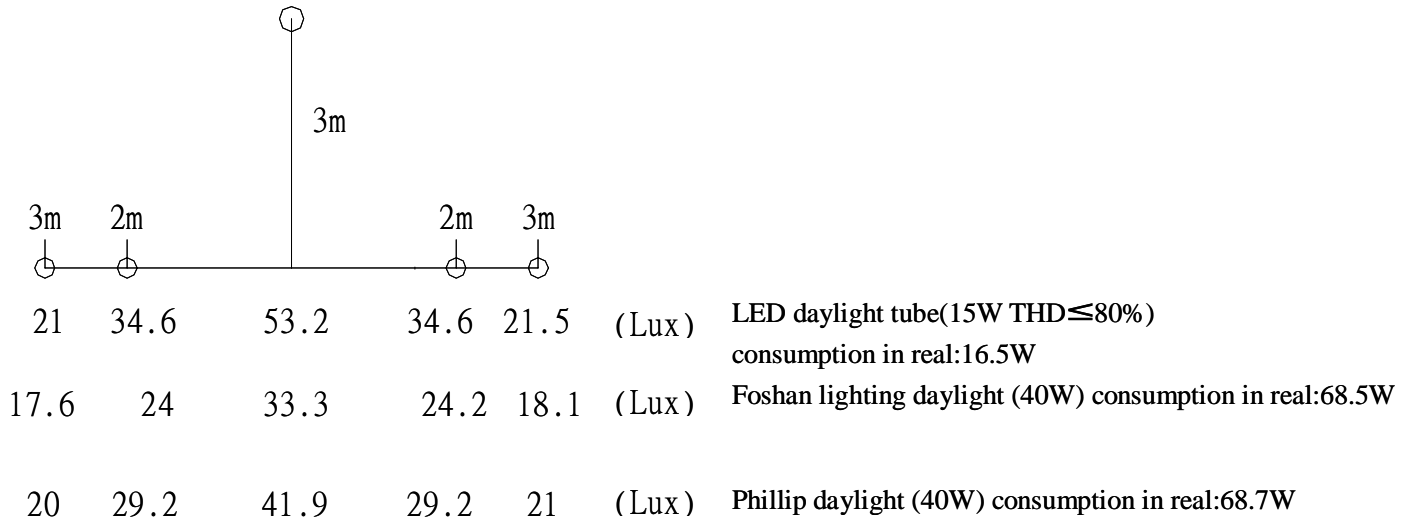 3m
3m 2m 2m 3m
21 34.6 53.2 34.6 21.5 (Lux) LED daylight tube(15W THD≦80%)
consumption in real:16.5W
17.6 24 33.3 24.2 18.1 (Lux) Foshan lighting daylight (40W) consumption in real:68.5W
20 29.2 41.9 29.2 21 (Lux) Phillip daylight (40W) consumption in real:68.7W